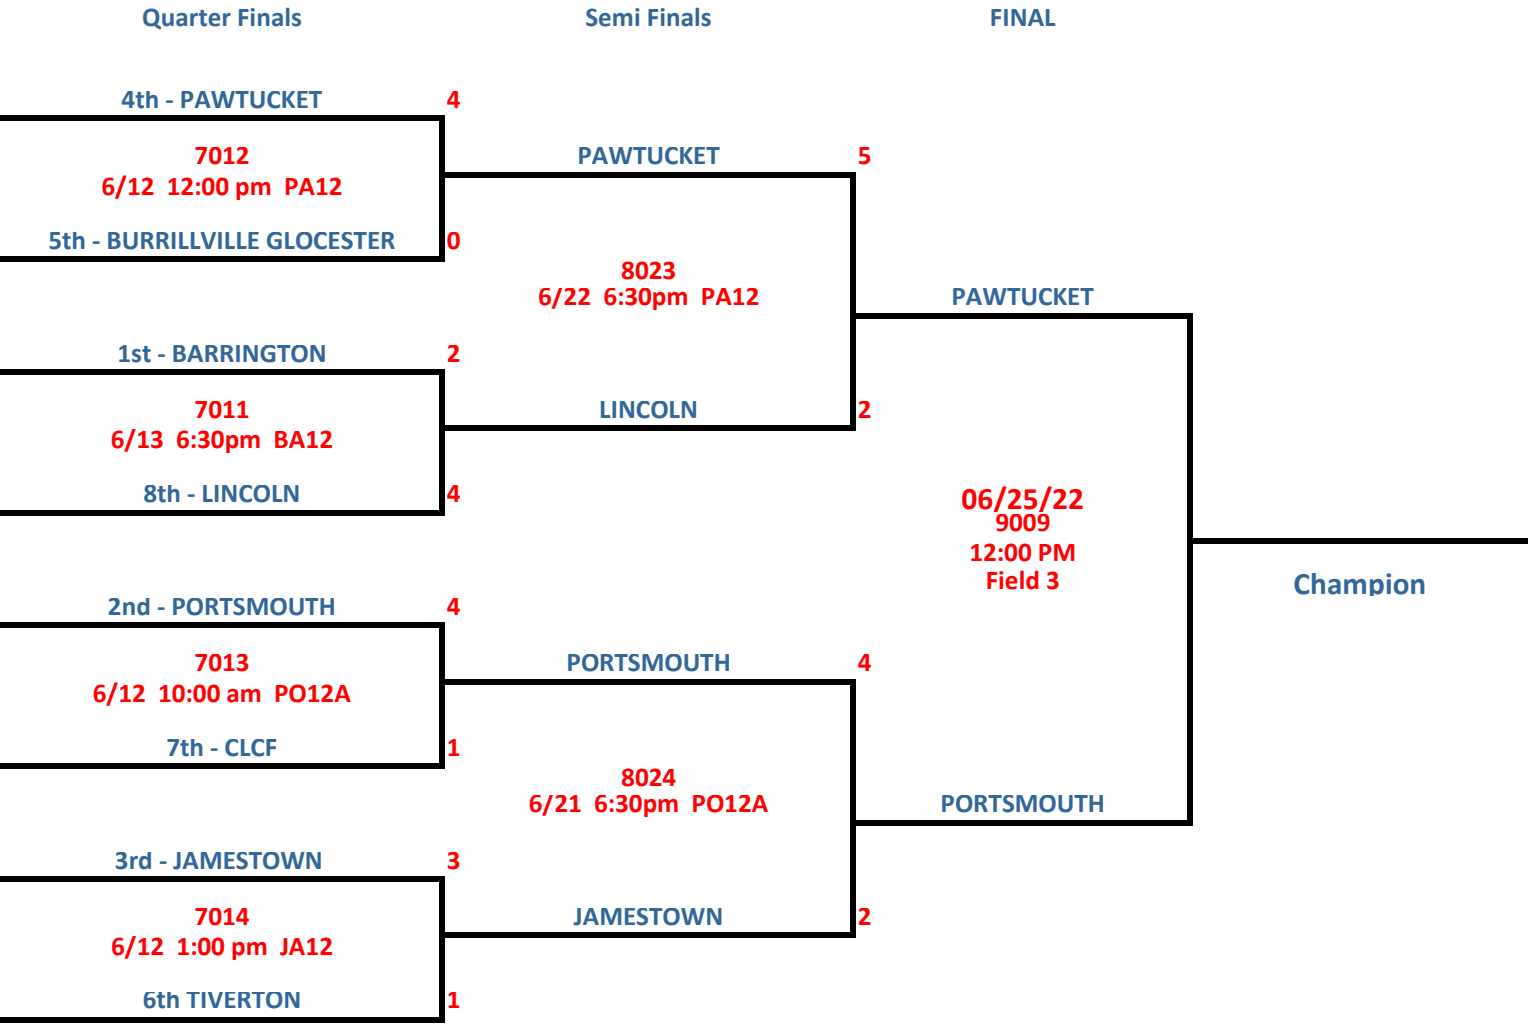 Quarter Finals
Semi Finals
FINAL
4th - PAWTUCKET 4
7012
6/12 12:00 pm PA12
5th - BURRILLVILLE GLOCESTER 0
1st - BARRINGTON 2
7011
6/13 6:30pm BA12
8th - LINCOLN 4
2nd - PORTSMOUTH 4
7013
6/12 10:00 am PO12A
7th - CLCF 1
3rd - JAMESTOWN 3
7014
6/12 1:00 pm JA12
6th TIVERTON 1
PAWTUCKET 5
8023
6/22 6:30pm PA12
LINCOLN 2
PORTSMOUTH 4
8024
6/21 6:30pm PO12A
JAMESTOWN 2
PAWTUCKET
06/25/22
9009
12:00 PM
Field 3
PORTSMOUTH
Champion